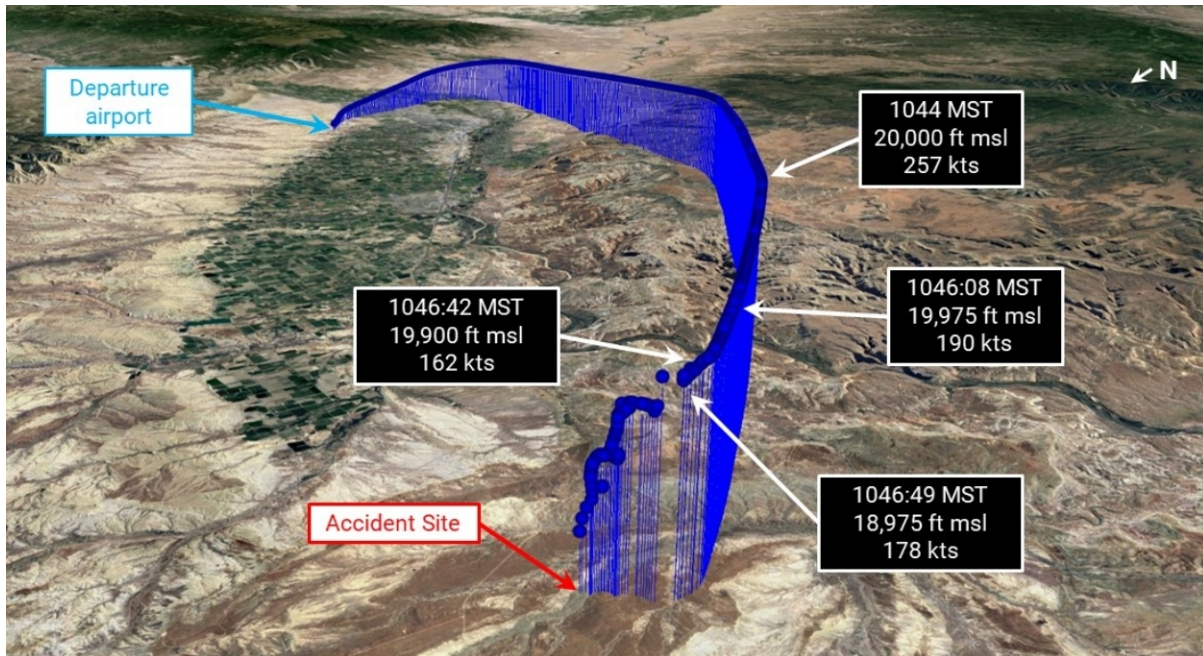 N
Departure
airport
1044 MST
20,000 ft msl
257 kts
1046:08 MST
19,975 ft msl
190 kts
1046:42 MST
19,900 ft msl
162 kts
1046:49 MST
18,975 ft msl
178 kts
Accident Site